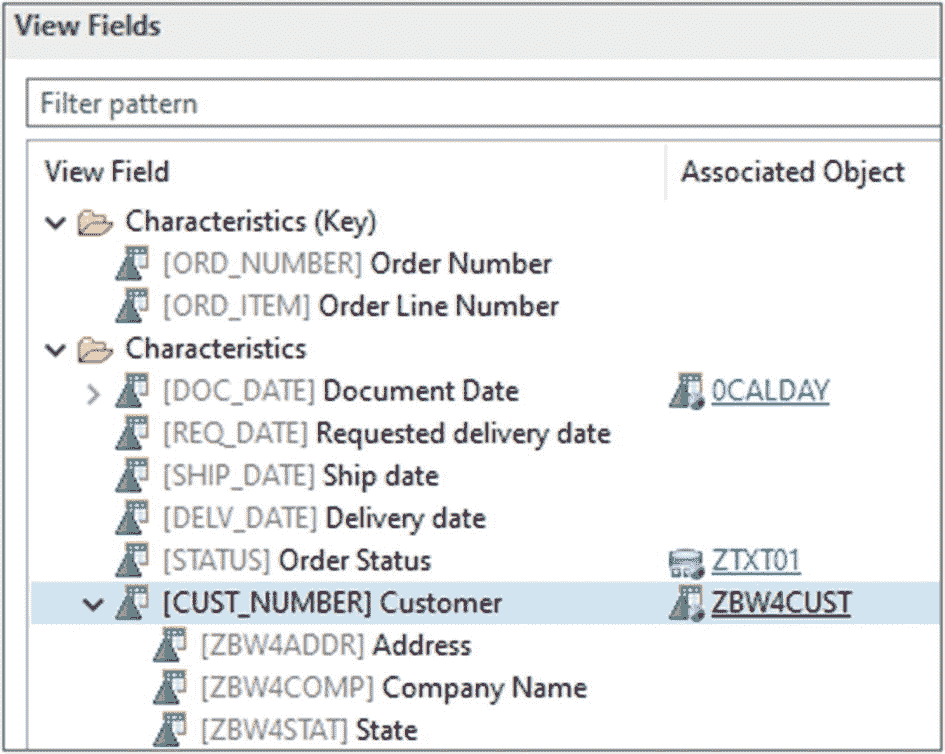 View Fields
Filter pattern
View Field Associated Object
Characteristics (Key)
[ORD_NUMBER] Order Number
[ORD_ITEM] Order Line Number
Characteristics
[DOC_DATE] Document Date 0CALDAY
[REQ_DATE] Requested delivery date
[SHIP_DATE] Ship date
[DELV_DATE] Delivery date
[STATUS] Order Status ZTXT01
[CUST_NUMBER] Customer ZBW4CUST
[ZBW4ADDR] Address
[ZBW4COMP] Company Name
[ZBW4STAT] State